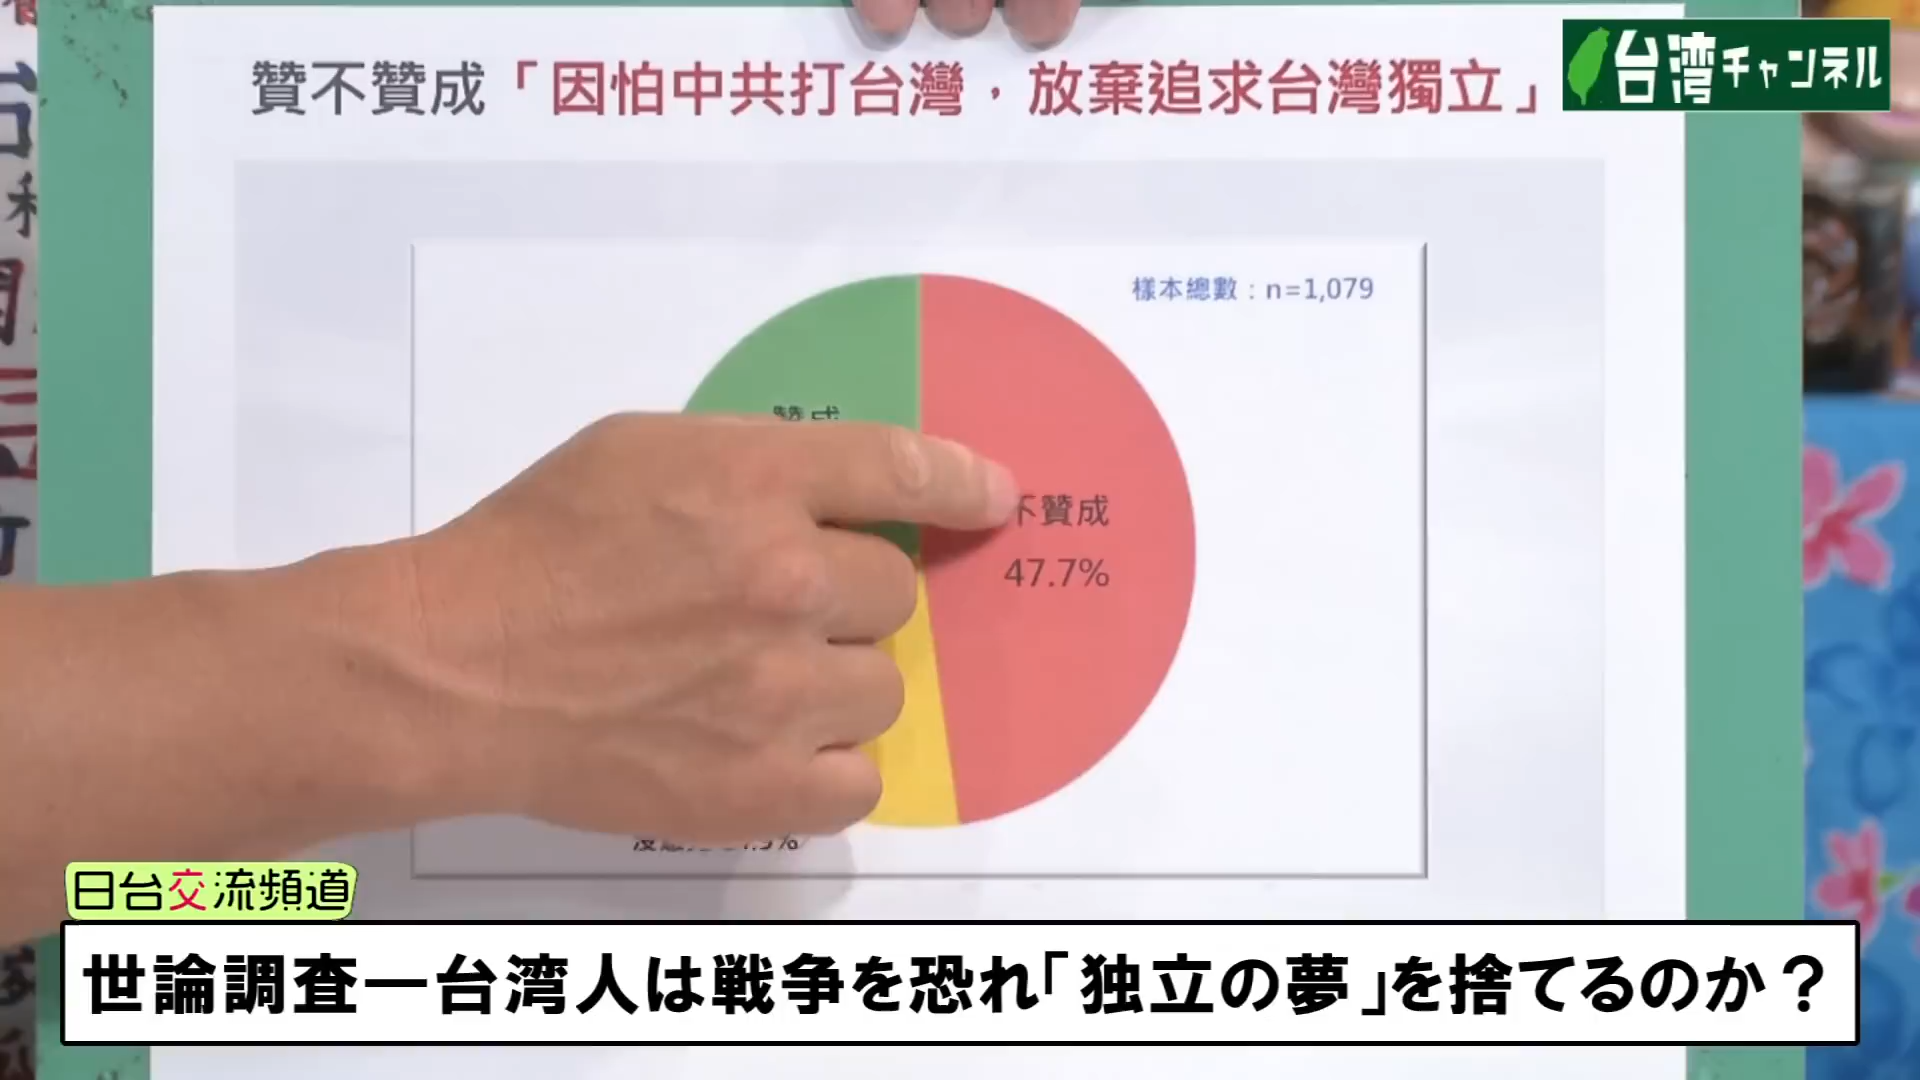 贊不贊成「因怕中共打台灣，放棄追求台灣獨立」
台湾チャンネル
樣本總數：n=1,079
贊成
不贊成
47.7%
日台交流頻道
世論調査―台湾人は戦争を恐れ「独立の夢」を捨てるのか？